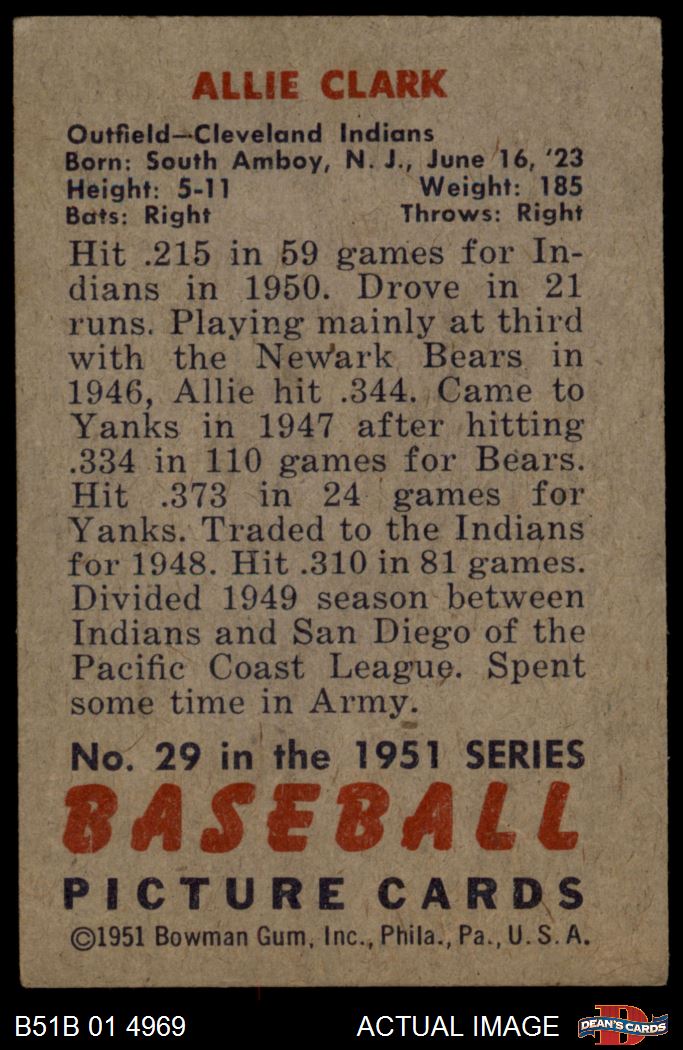 ALLIE CLARK
Outfield—Cleveland Indians
Born: South Amboy, N. J., June 16, '23
Height: 5-11 Weight: 185
Bats: Right Throws: Right
Hit .215 in 59 games for In-
dians in 1950. Drove in 21
runs. Playing mainly at third
with the Newark Bears in
1946, Allie hit .344. Came to
Yanks in 1947 after hitting
.334 in 110 games for Bears.
Hit .373 in 24 games for
Yanks. Traded to the Indians
for 1948. Hit .310 in 81 games.
Divided 1949 season between
Indians and San Diego of the
Pacific Coast League. Spent
some time in Army.
No. 29 in the 1951 SERIES
BASEBALL
PICTURE CARDS
©1951 Bowman Gum, Inc., Phila., Pa., U. S. A.
B51B 01 4969 ACTUAL IMAGE D DEAN'S CARDS